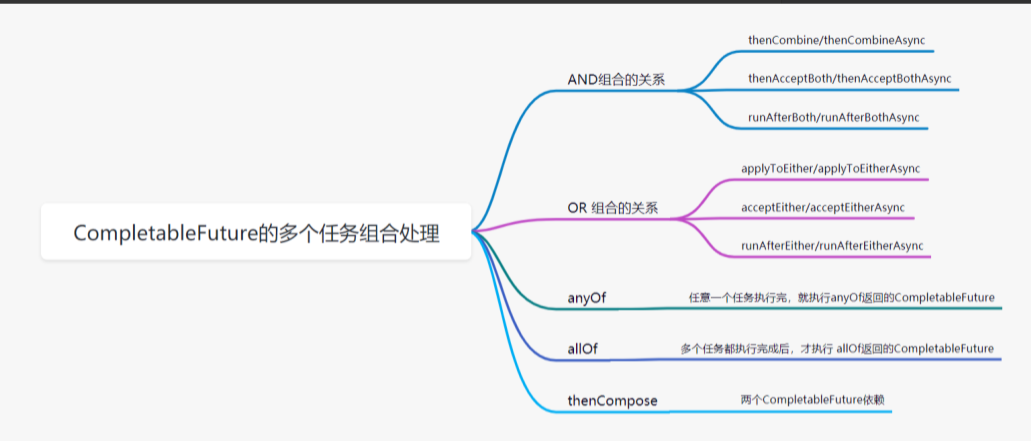 CompletableFuture的多个任务组合处理
AND组合的关系
thenCombine/thenCombineAsync
thenAcceptBoth/thenAcceptBothAsync
runAfterBoth/runAfterBothAsync
OR 组合的关系
applyToEither/applyToEitherAsync
acceptEither/acceptEitherAsync
runAfterEither/runAfterEitherAsync
anyOf
任意一个任务执行完，就执行anyOf返回的CompletableFuture
allOf
多个任务都执行完成后，才执行 allOf返回的CompletableFuture
thenCompose
两个CompletableFuture依赖